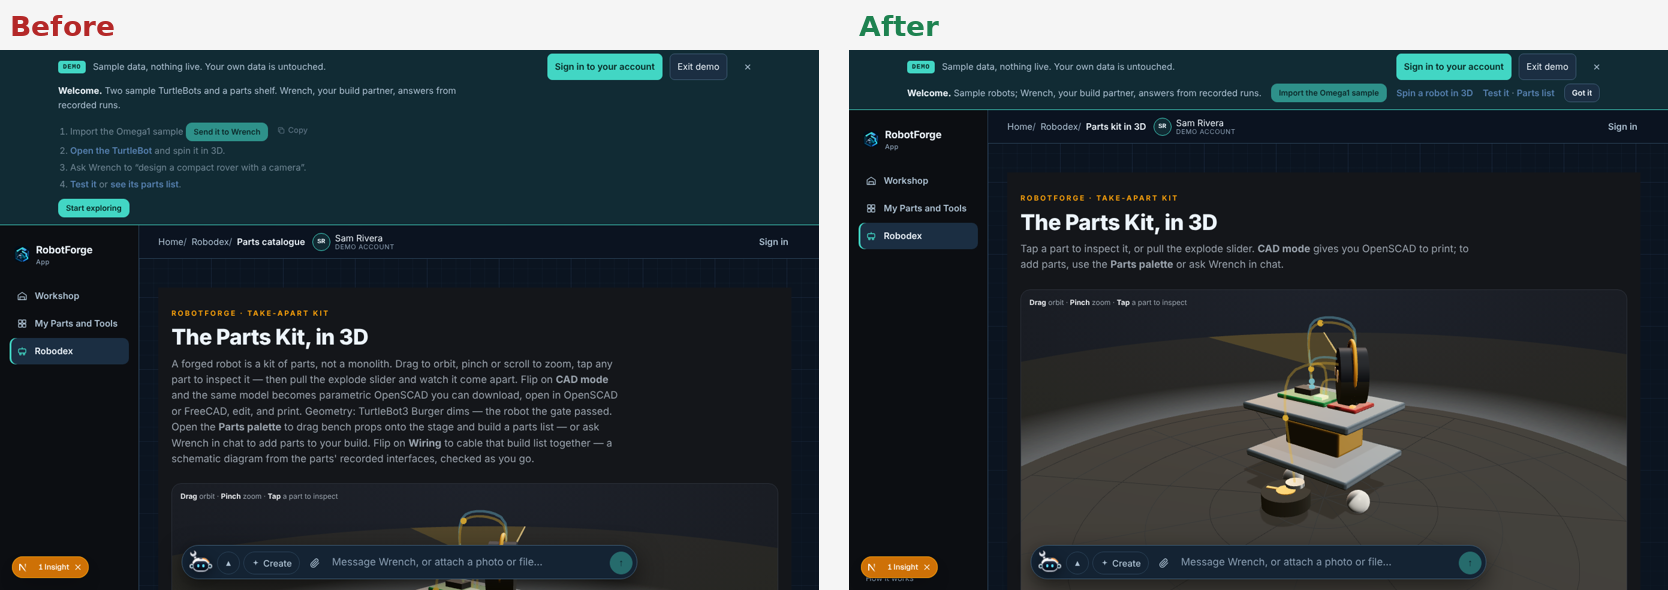 Before
DEMO Sample data, nothing live. Your own data is untouched. Sign in to your account Exit demo ×
Welcome. Two sample TurtleBots and a parts shelf. Wrench, your build partner, answers from
recorded runs.
1. Import the Omega1 sample Send it to Wrench Copy
2. Open the TurtleBot and spin it in 3D.
3. Ask Wrench to “design a compact rover with a camera”.
4. Test it or see its parts list.
Start exploring
RobotForge
App
Home/ Robodex/ Parts catalogue SR Sam Rivera
DEMO ACCOUNT
Sign in
Workshop
My Parts and Tools
Robodex
ROBOTFORGE · TAKE-APART KIT
The Parts Kit, in 3D
A forged robot is a kit of parts, not a monolith. Drag to orbit, pinch or scroll to zoom, tap any
part to inspect it — then pull the explode slider and watch it come apart. Flip on CAD mode
and the same model becomes parametric OpenSCAD you can download, open in OpenSCAD
or FreeCAD, edit, and print. Geometry: TurtleBot3 Burger dims — the robot the gate passed.
Open the Parts palette to drag bench props onto the stage and build a parts list — or ask
Wrench in chat to add parts to your build. Flip on Wiring to cable that build list together — a
schematic diagram from the parts' recorded interfaces, checked as you go.
Drag orbit · Pinch zoom · Tap a part to inspect
+ Create Message Wrench, or attach a photo or file...
N 1 Insight ×
After
DEMO Sample data, nothing live. Your own data is untouched. Sign in to your account Exit demo ×
Welcome. Sample robots; Wrench, your build partner, answers from recorded runs. Import the Omega1 sample Spin a robot in 3D Test it · Parts list Got it
RobotForge
App
Home/ Robodex/ Parts kit in 3D SR Sam Rivera
DEMO ACCOUNT
Sign in
Workshop
My Parts and Tools
Robodex
ROBOTFORGE · TAKE-APART KIT
The Parts Kit, in 3D
Tap a part to inspect it, or pull the explode slider. CAD mode gives you OpenSCAD to print; to
add parts, use the Parts palette or ask Wrench in chat.
Drag orbit · Pinch zoom · Tap a part to inspect
+ Create Message Wrench, or attach a photo or file...
N 1 Insight ×
How it works